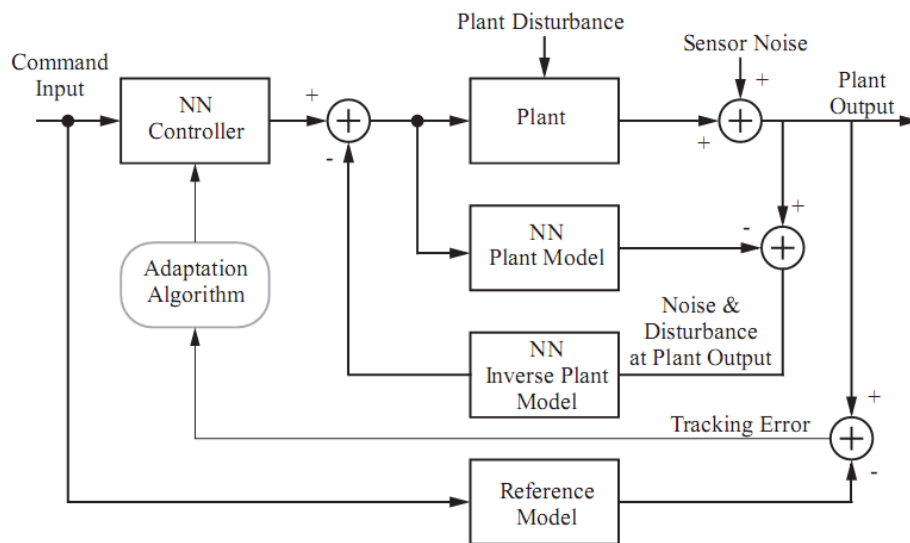 Plant Disturbance
Sensor Noise
Command
Input
Plant
Output
NN
Controller
+
-
Plant
+
+
+
-
NN
Plant Model
Adaptation
Algorithm
Noise &
Disturbance
at Plant Output
NN
Inverse Plant
Model
+
Tracking Error
-
Reference
Model